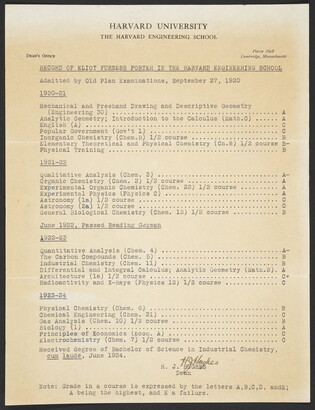 HARVARD UNIVERSITY
THE HARVARD ENGINEERING SCHOOL
Dean's Office
Pierce Hall
Cambridge, Massachusetts
RECORD OF ELIOT FURNESS PORTER IN THE HARVARD ENGINEERING SCHOOL
Admitted by Old Plan Examinations, September 27, 1920
1920-21
Mechanical and Freehand Drawing and Descriptive Geometry
(Engineering 30) A
Analytic Geometry; Introduction to the Calculus (Math.C) A
English (A) C
Popular Government (Gov't 1) C
Inorganic Chemistry (Chem.B) 1/2 course B
Elementary Theoretical and Physical Chemistry (Ch.B) 1/2 course B-
Physical Training B
1921-22
Qualitative Analysis (Chem. 3) A-
Organic Chemistry (Chem. 2) 1/2 course A
Experimental Organic Chemistry (Chem. 22) 1/2 course A
Experimental Physics (Physics C) A
Astronomy (1a) 1/2 course C
Astronomy (2a) 1/2 course C
General Biological Chemistry (Chem. 15) 1/2 course B
June 1922, Passed Reading German
1922-23
Quantitative Analysis (Chem. 4) A-
The Carbon Compounds (Chem. 5) B
Industrial Chemistry (Chem. 11) B
Differential and Integral Calculus; Analytic Geometry (Math.2) A
Architecture (1a) 1/2 course C+
Radioactivity and X-Rays (Physics 12) 1/2 course C
1923-24
Physical Chemistry (Chem. 6) B
Chemical Engineering (Chem. 21) C
Gas Analysis (Chem. 10) 1/2 course B
Biology (1) A
Principles of Economics (Econ. A) B
Electrochemistry (Chem. 7) 1/2 course B
Received degree of Bachelor of Science in Industrial Chemistry,
cum laude, June 1924.
H. J. Hughes
Dean
Note: Grade in a course is expressed by the letters A,B,C,D, and E;
A being the highest, and E a failure.